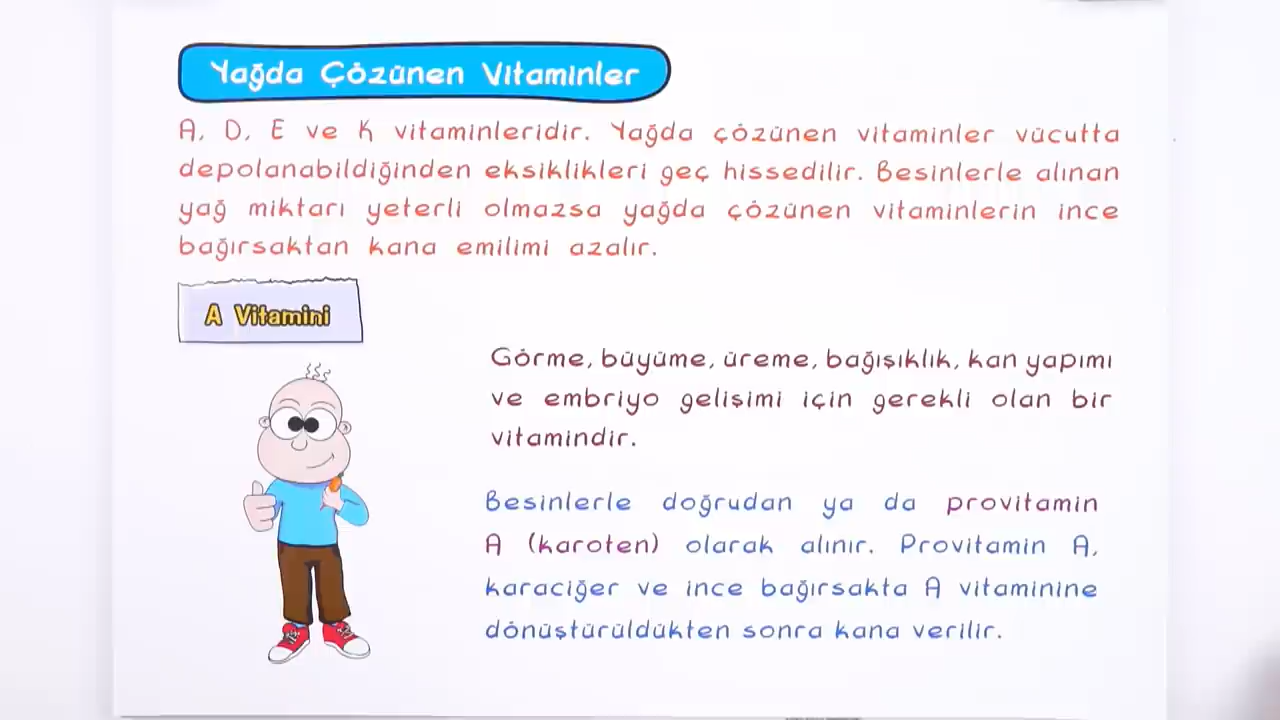 Yağda Çözünen Vitaminler
A, D, E ve K vitaminleridir. Yağda çözünen vitaminler vücutta
depolanabildiğinden eksiklikleri geç hissedilir. Besinlerle alınan
yağ miktarı yeterli olmazsa yağda çözünen vitaminlerin ince
bağırsaktan kana emilimi azalır.
A Vitamini
Görme, büyüme, üreme, bağışıklık, kan yapımı
ve embriyo gelişimi için gerekli olan bir
vitamindir.
Besinlerle doğrudan ya da provitamin
A (karoten) olarak alınır. Provitamin A,
karaciğer ve ince bağırsakta A vitaminine
dönüştürüldükten sonra kana verilir.